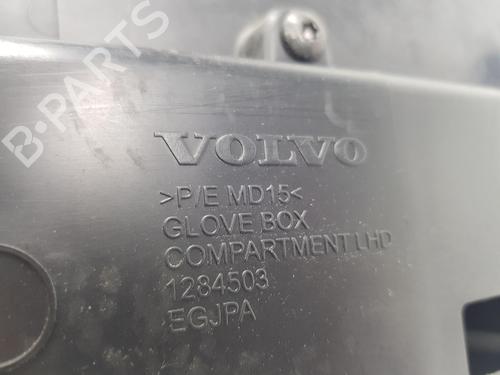 B-PARTS
VOLVO
>P/E MD15<
GLOVE BOX
COMPARTMENT LHD
1284503
EGJPA